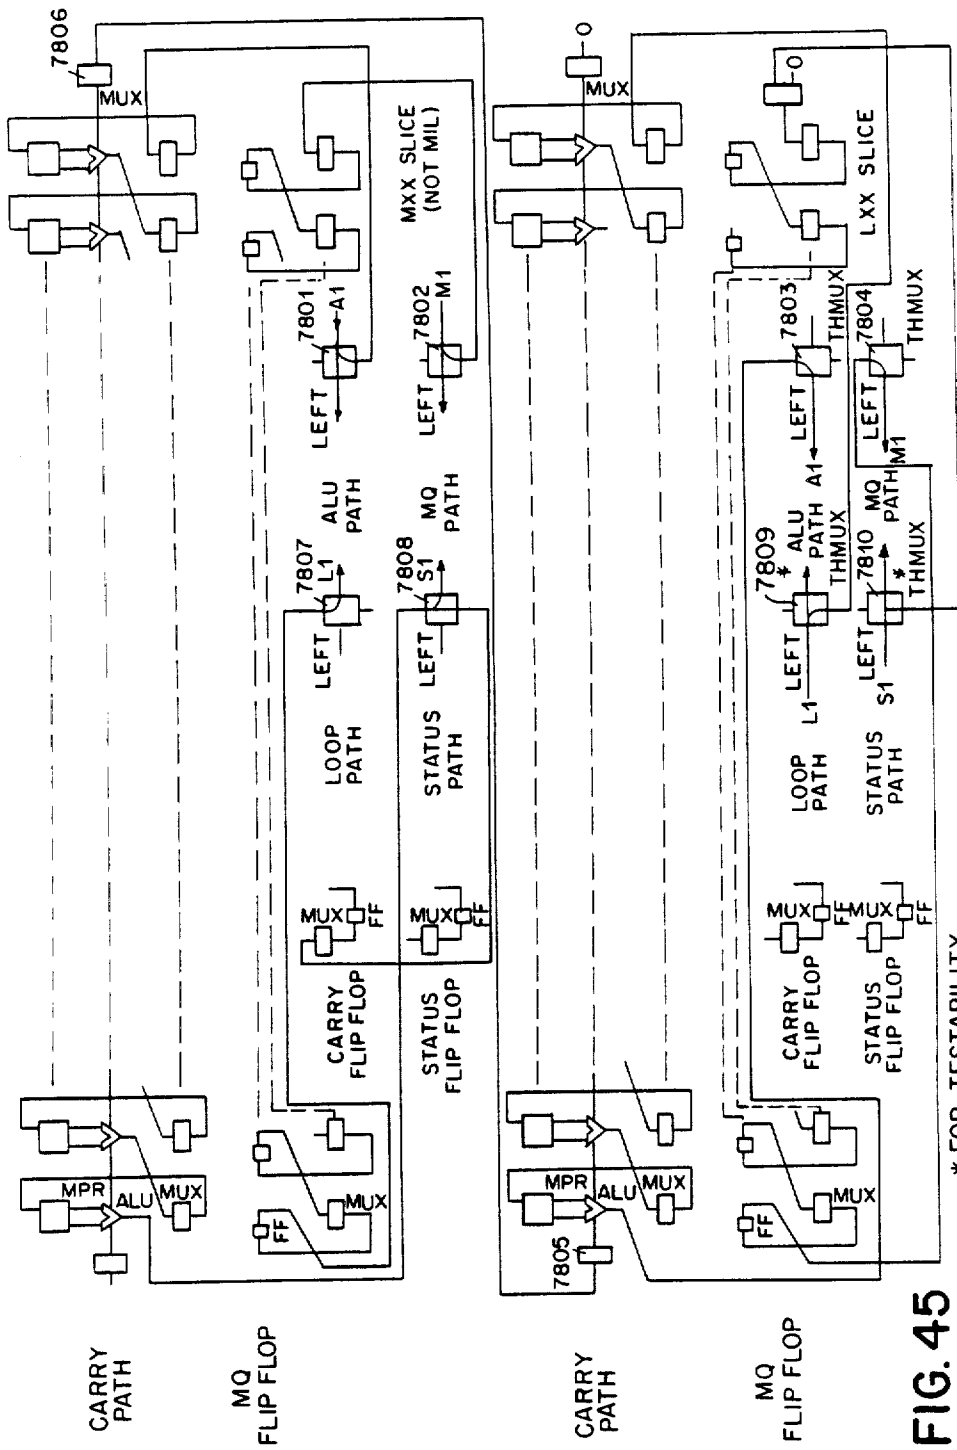 CARRY
PATH
MPR
ALU
MUX
MUX
7806
MQ
FLIP FLOP
FF
MUX
CARRY
FLIP FLOP
MUX
FF
LOOP
PATH
LEFT
7807
L1
ALU
PATH
LEFT
7801
A1
STATUS
FLIP FLOP
MUX
FF
STATUS
PATH
LEFT
7808
S1
MQ
PATH
LEFT
7802
M1
MXX SLICE
(NOT MIL)
CARRY
PATH
7805
MPR
ALU
MUX
MUX
O
MQ
FLIP FLOP
FF
MUX
CARRY
FLIP FLOP
MUX
FF
LOOP
PATH
L1
LEFT
7809
*
THMUX
ALU
PATH
A1
LEFT
7803
THMUX
STATUS
FLIP FLOP
MUX
FF
STATUS
PATH
S1
LEFT
7810
*
THMUX
MQ
PATH
M1
LEFT
7804
THMUX
LXX SLICE
O
FIG. 45
* FOR TESTABILITY